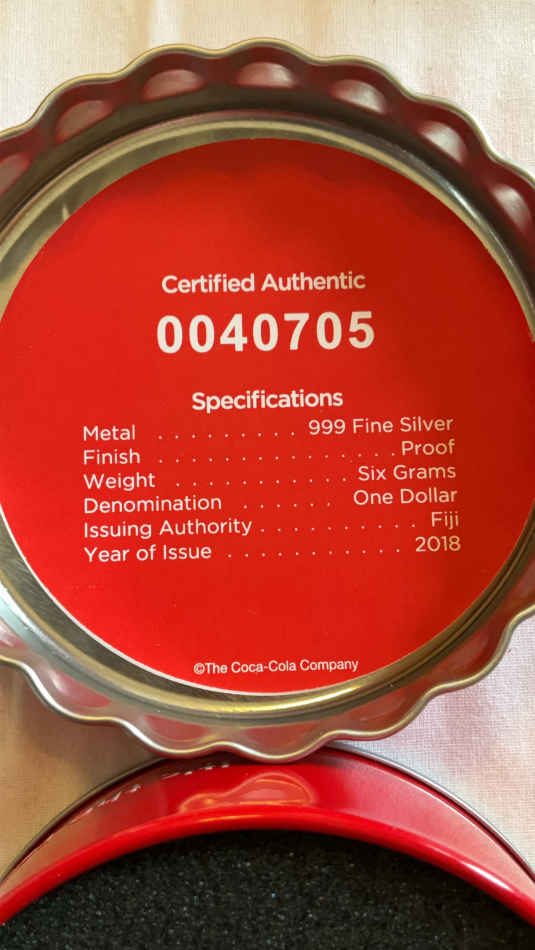 Certified Authentic
0040705
Specifications
Metal . . . . . . . . . 999 Fine Silver
Finish . . . . . . . . . . . . . . . Proof
Weight . . . . . . . . . . . . Six Grams
Denomination . . . . . . One Dollar
Issuing Authority . . . . . . . . . . Fiji
Year of Issue . . . . . . . . . . . 2018
©The Coca-Cola Company